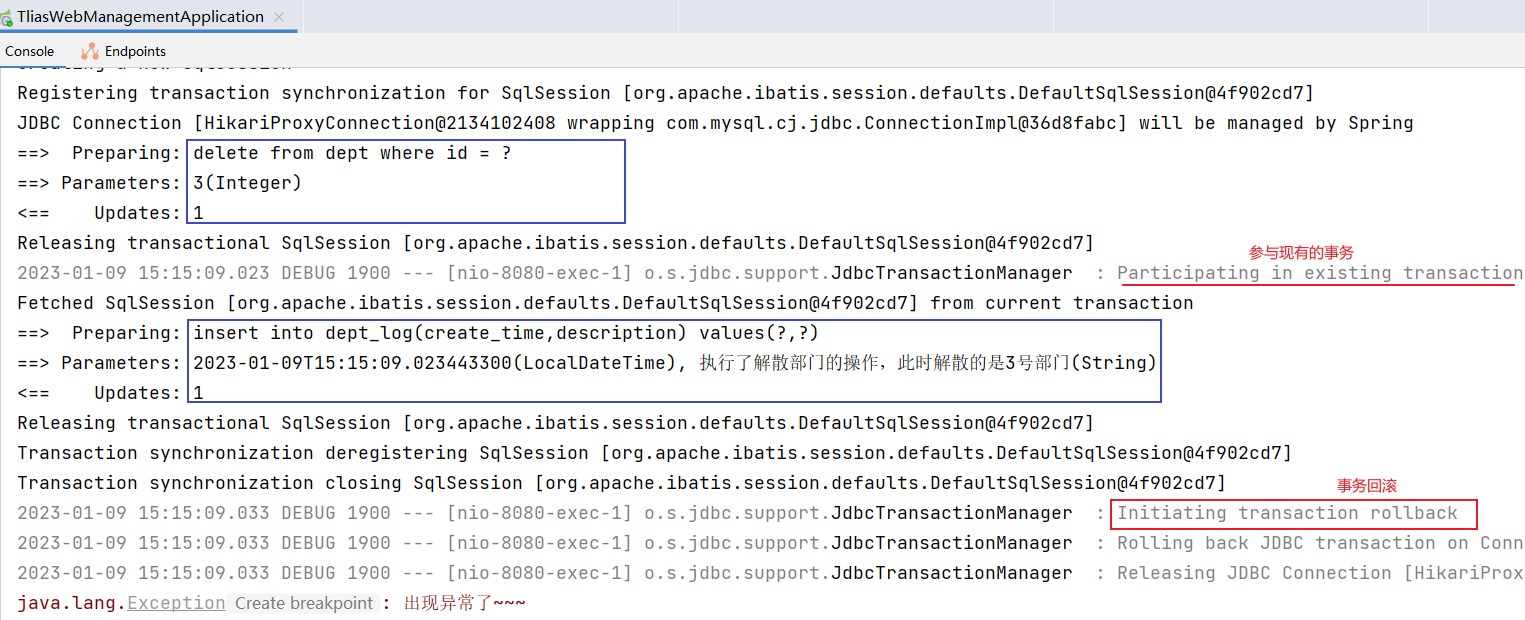 TliasWebManagementApplication
Console
Endpoints
Creating a new SqlSession
Registering transaction synchronization for SqlSession [org.apache.ibatis.session.defaults.DefaultSqlSession@4f902cd7]
JDBC Connection [HikariProxyConnection@2134102408 wrapping com.mysql.cj.jdbc.ConnectionImpl@36d8fabc] will be managed by Spring
==>  Preparing: delete from dept where id = ?
==> Parameters: 3(Integer)
<==    Updates: 1
Releasing transactional SqlSession [org.apache.ibatis.session.defaults.DefaultSqlSession@4f902cd7]
参与现有的事务
2023-01-09 15:15:09.023 DEBUG 1900 --- [nio-8080-exec-1] o.s.jdbc.support.JdbcTransactionManager  : Participating in existing transaction
Fetched SqlSession [org.apache.ibatis.session.defaults.DefaultSqlSession@4f902cd7] from current transaction
==>  Preparing: insert into dept_log(create_time,description) values(?,?)
==> Parameters: 2023-01-09T15:15:09.023443300(LocalDateTime), 执行了解散部门的操作，此时解散的是3号部门(String)
<==    Updates: 1
Releasing transactional SqlSession [org.apache.ibatis.session.defaults.DefaultSqlSession@4f902cd7]
Transaction synchronization deregistering SqlSession [org.apache.ibatis.session.defaults.DefaultSqlSession@4f902cd7]
Transaction synchronization closing SqlSession [org.apache.ibatis.session.defaults.DefaultSqlSession@4f902cd7]
事务回滚
2023-01-09 15:15:09.033 DEBUG 1900 --- [nio-8080-exec-1] o.s.jdbc.support.JdbcTransactionManager  : Initiating transaction rollback
2023-01-09 15:15:09.033 DEBUG 1900 --- [nio-8080-exec-1] o.s.jdbc.support.JdbcTransactionManager  : Rolling back JDBC transaction on Conn
2023-01-09 15:15:09.033 DEBUG 1900 --- [nio-8080-exec-1] o.s.jdbc.support.JdbcTransactionManager  : Releasing JDBC Connection [HikariProx
java.lang.Exception Create breakpoint : 出现异常了~~~